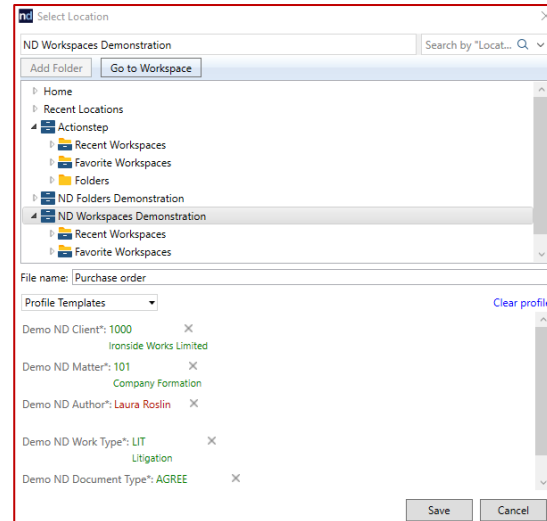 nd Select Location
ND Workspaces Demonstration Search by "Locat...
Add Folder Go to Workspace
Home
Recent Locations
Actionstep
Recent Workspaces
Favorite Workspaces
Folders
ND Folders Demonstration
ND Workspaces Demonstration
Recent Workspaces
Favorite Workspaces
File name: Purchase order
Profile Templates Clear profile
Demo ND Client*: 1000
Ironside Works Limited
Demo ND Matter*: 101
Company Formation
Demo ND Author*: Laura Roslin
Demo ND Work Type*: LIT
Litigation
Demo ND Document Type*: AGREE
Save Cancel